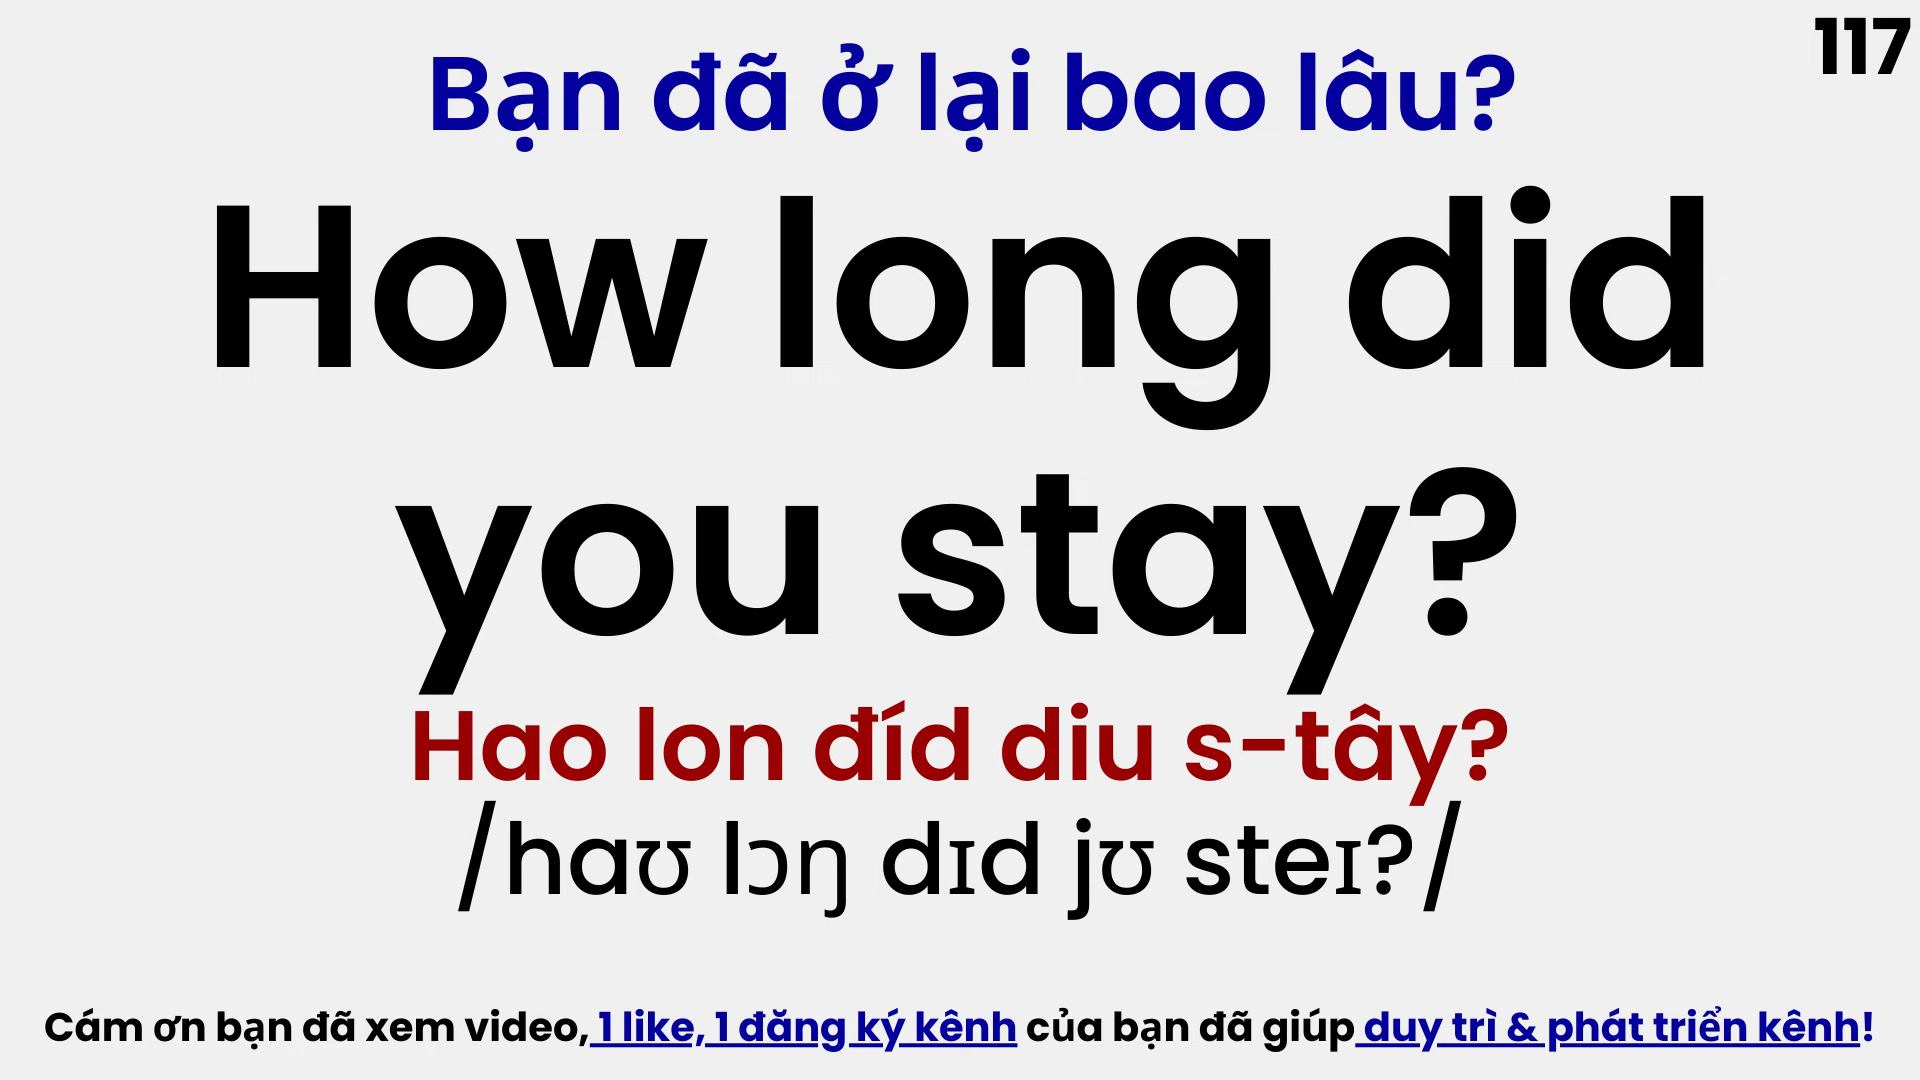 117
Bạn đã ở lại bao lâu?
How long did
you stay?
Hao lon đíd diu s-tây?
/haʊ lɔŋ dɪd jʊ steɪ?/
Cám ơn bạn đã xem video, 1 like, 1 đăng ký kênh của bạn đã giúp duy trì & phát triển kênh!